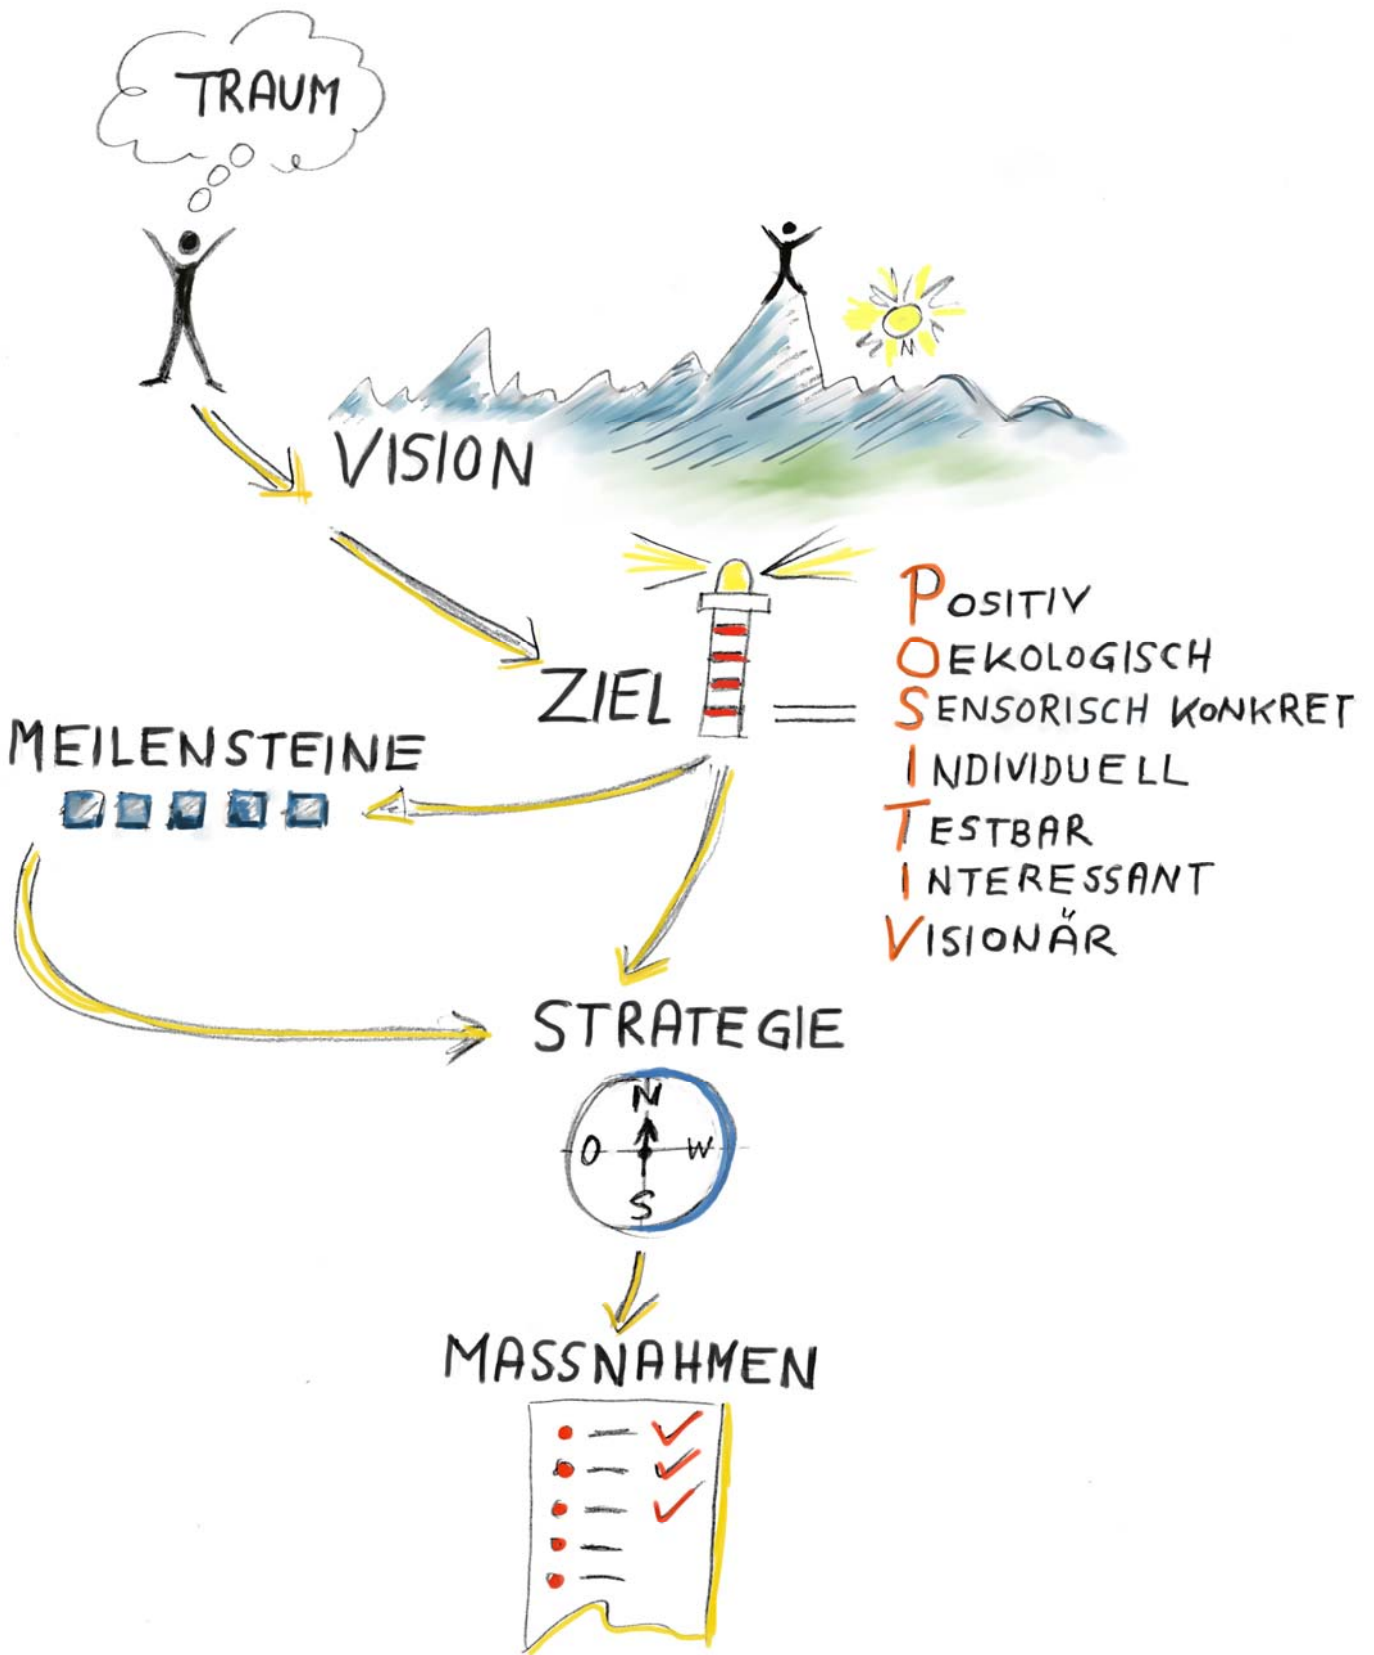 TRAUM
VISION
ZIEL
POSITIV
OEKOLOGISCH
SENSORISCH KONKRET
INDIVIDUELL
TESTBAR
INTERESSANT
VISIONÄR
MEILENSTEINE
STRATEGIE
N
O W
S
MASSNAHMEN